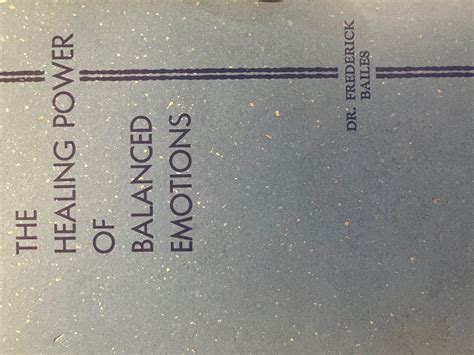 THE
HEALING POWER
OF
BALANCED
EMOTIONS
DR. FREDERICK
BAILES